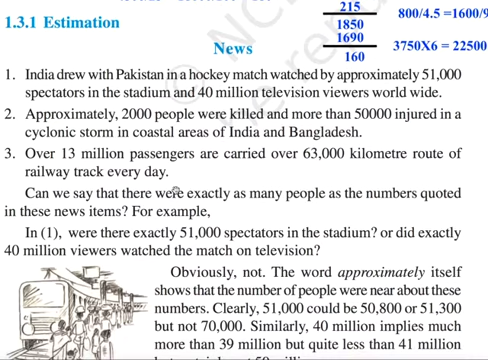 215
1850
1690
160
800/4.5 =1600/9
3750X6 = 22500
1.3.1 Estimation
News
1. India drew with Pakistan in a hockey match watched by approximately 51,000
spectators in the stadium and 40 million television viewers world wide.
2. Approximately, 2000 people were killed and more than 50000 injured in a
cyclonic storm in coastal areas of India and Bangladesh.
3. Over 13 million passengers are carried over 63,000 kilometre route of
railway track every day.
Can we say that there were exactly as many people as the numbers quoted
in these news items? For example,
In (1), were there exactly 51,000 spectators in the stadium? or did exactly
40 million viewers watched the match on television?
Obviously, not. The word approximately itself
shows that the number of people were near about these
numbers. Clearly, 51,000 could be 50,800 or 51,300
but not 70,000. Similarly, 40 million implies much
more than 39 million but quite less than 41 million